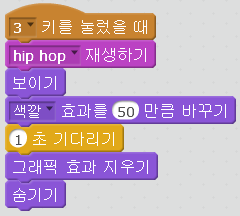 3 키를 눌렀을 때
hip hop 재생하기
보이기
색깔 효과를 50 만큼 바꾸기
1 초 기다리기
그래픽 효과 지우기
숨기기